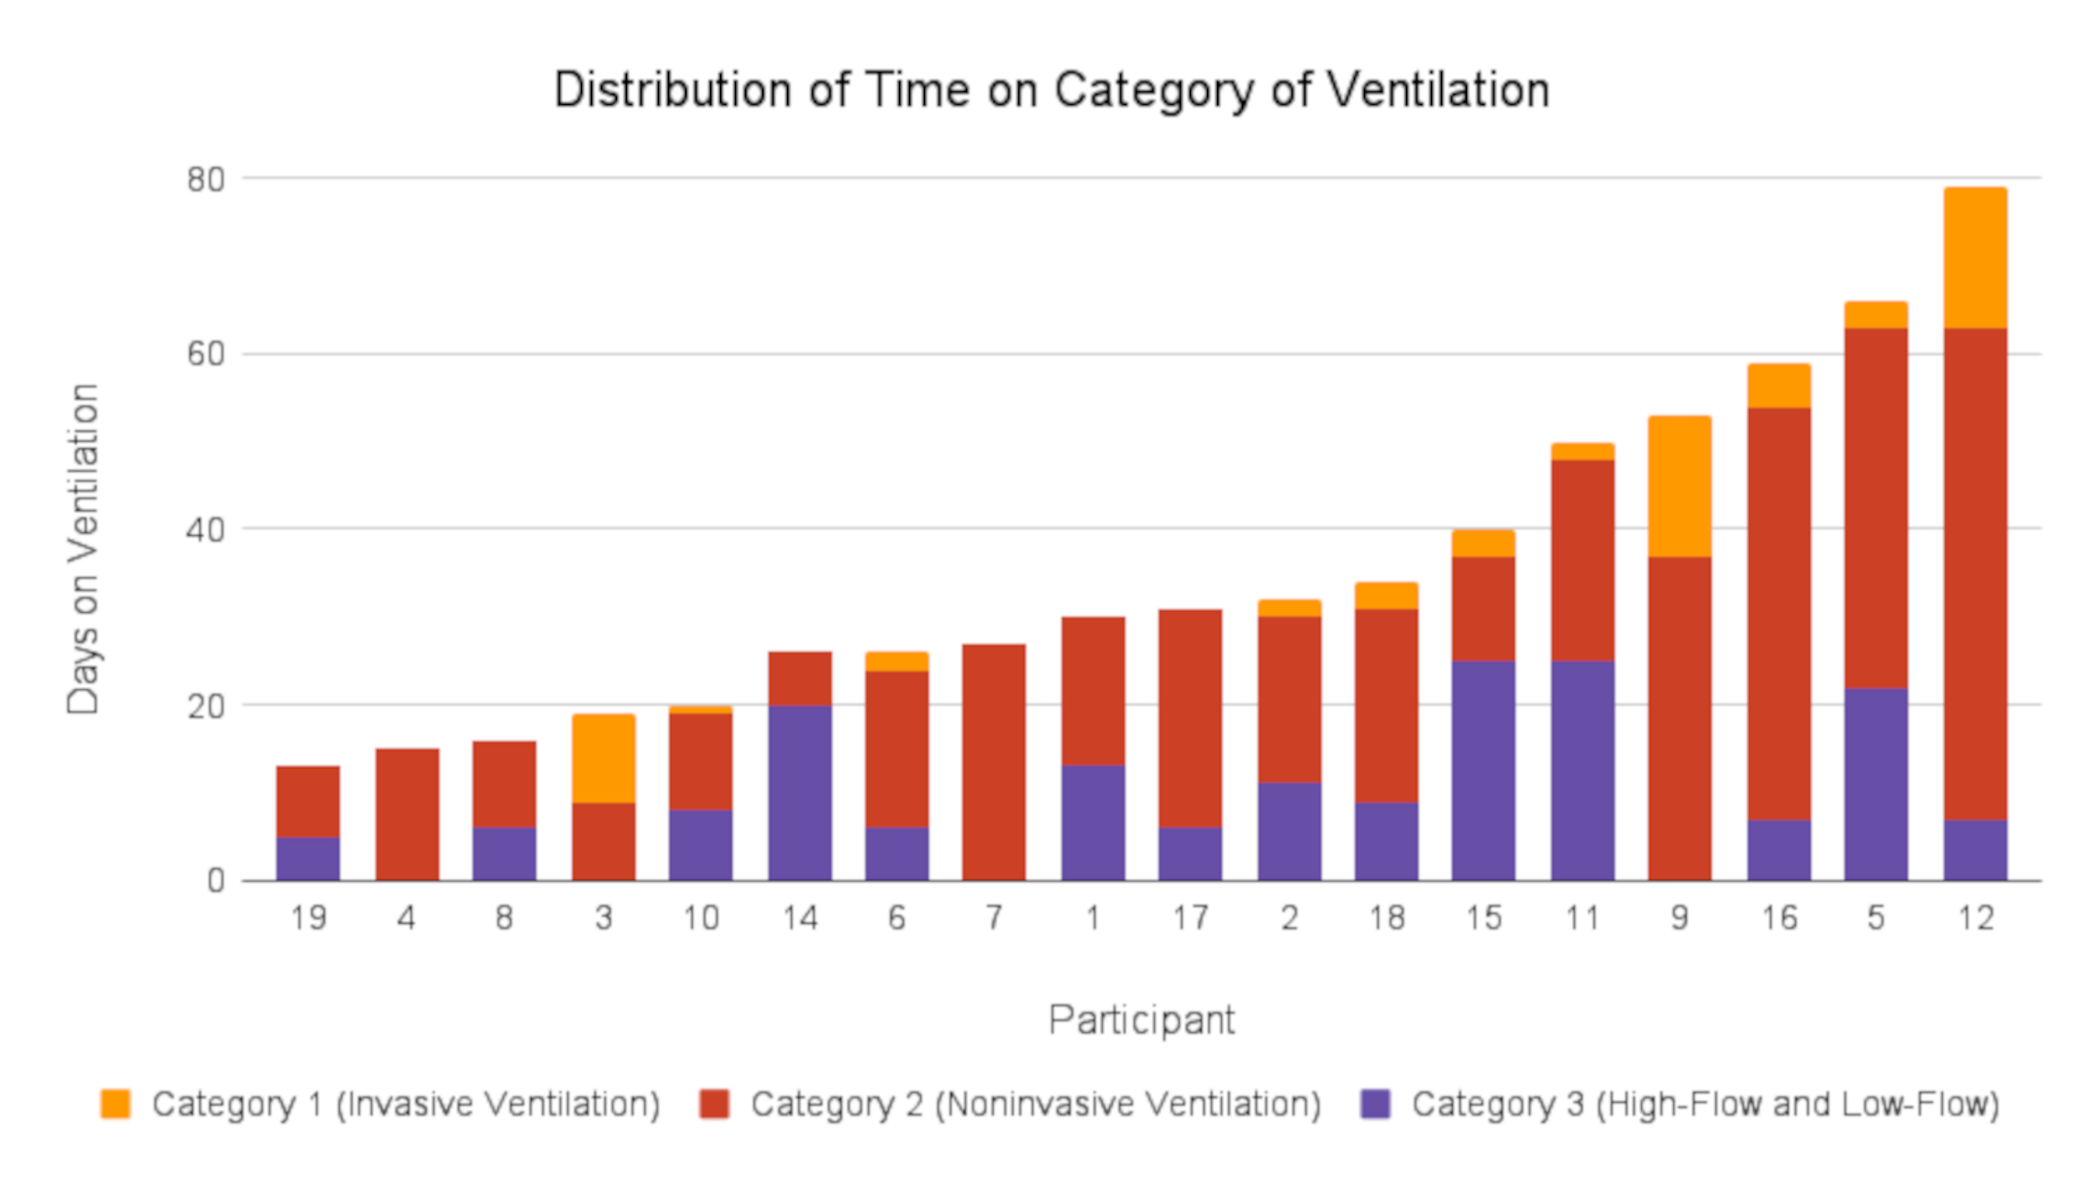 Distribution of Time on Category of Ventilation
80
60
40
20
0
Days on Ventilation
19 4 8 3 10 14 6 7 1 17 2 18 15 11 9 16 5 12
Participant
Category 1 (Invasive Ventilation) Category 2 (Noninvasive Ventilation) Category 3 (High-Flow and Low-Flow)